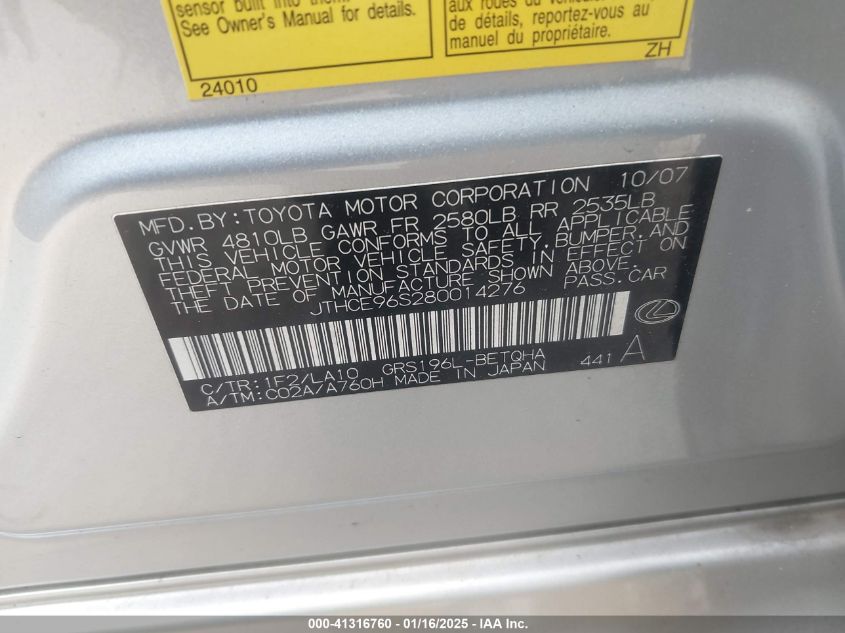 sensor built into them.
See Owner's Manual for details.
24010
aux roues du véhicule.
de détails, reportez-vous au
manuel du propriétaire.
ZH
MFD.BY:TOYOTA MOTOR CORPORATION 10/07
GVWR 4810LB GAWR FR 2580LB RR 2535LB
THIS VEHICLE CONFORMS TO ALL APPLICABLE
FEDERAL MOTOR VEHICLE SAFETY,BUMPER,AND
THEFT PREVENTION STANDARDS IN EFFECT ON
THE DATE OF MANUFACTURE SHOWN ABOVE.
JTHCE96S280014276 PASS.CAR
C/TR:1F2/LA10 GRS196L-BETQHA
A/TM:C02A/A760H MADE IN JAPAN 441 A
000-41316760 - 01/16/2025 - IAA Inc.